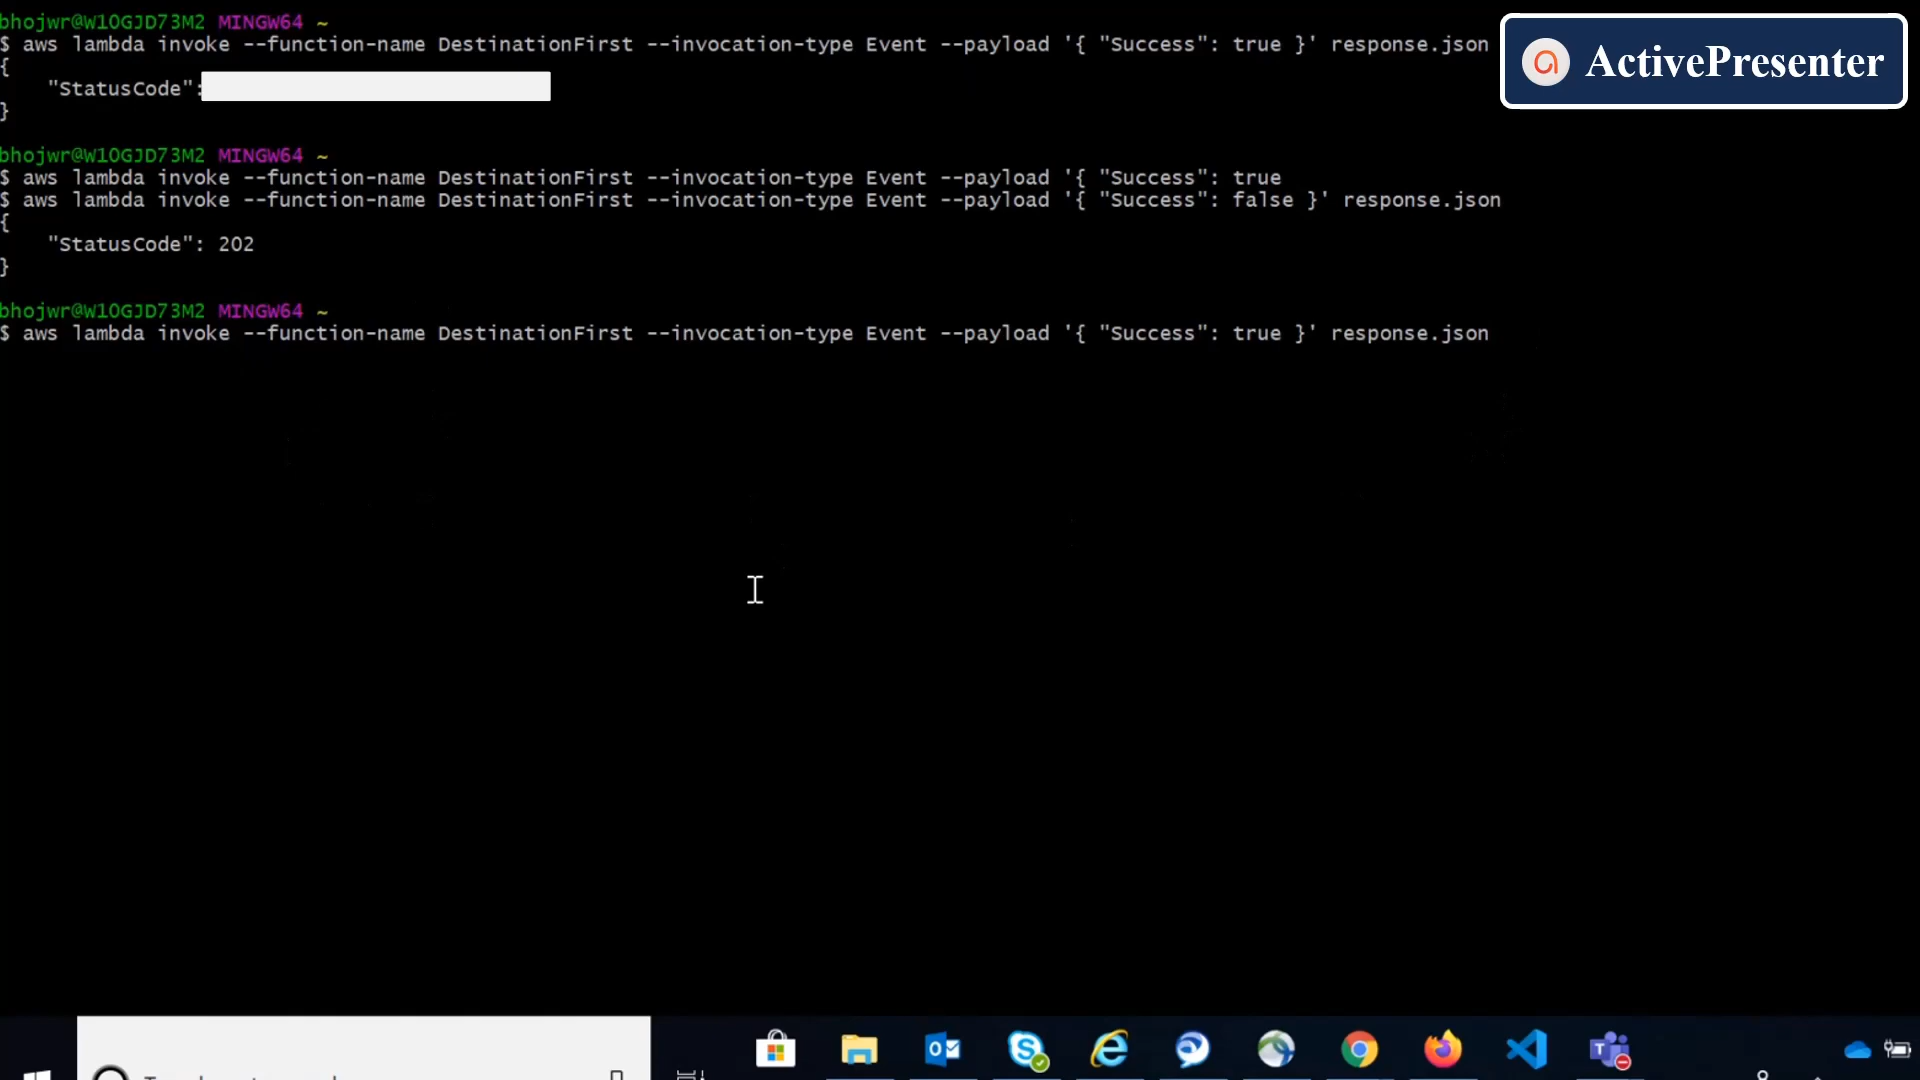 bhojwr@W10GJD73M2 MINGW64 ~
$ aws lambda invoke --function-name DestinationFirst --invocation-type Event --payload '{ "Success": true }' response.json
{
    "StatusCode":
}
bhojwr@W10GJD73M2 MINGW64 ~
$ aws lambda invoke --function-name DestinationFirst --invocation-type Event --payload '{ "Success": true
$ aws lambda invoke --function-name DestinationFirst --invocation-type Event --payload '{ "Success": false }' response.json
{
    "StatusCode": 202
}
bhojwr@W10GJD73M2 MINGW64 ~
$ aws lambda invoke --function-name DestinationFirst --invocation-type Event --payload '{ "Success": true }' response.json
ActivePresenter